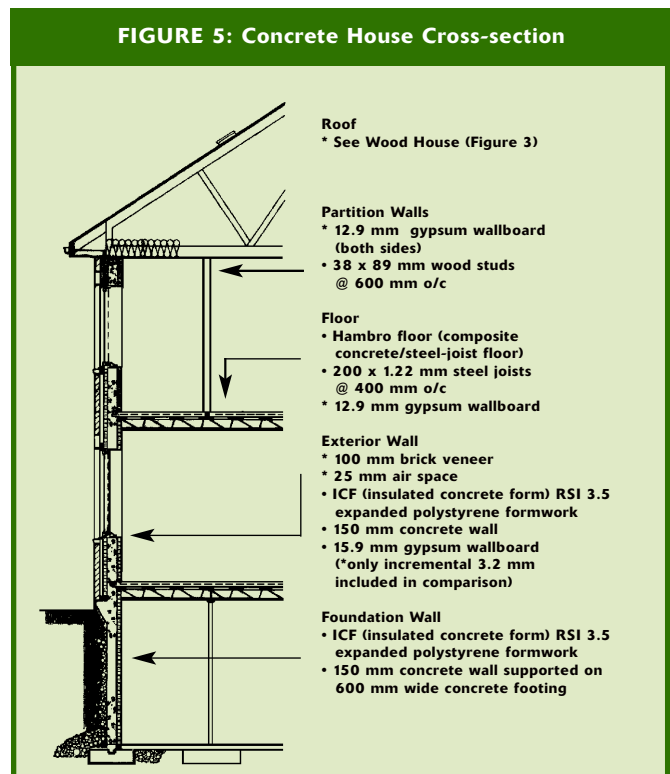 FIGURE 5: Concrete House Cross-section
Roof
* See Wood House (Figure 3)
Partition Walls
* 12.9 mm gypsum wallboard
(both sides)
• 38 x 89 mm wood studs
@ 600 mm o/c
Floor
• Hambro floor (composite
concrete/steel-joist floor)
• 200 x 1.22 mm steel joists
@ 400 mm o/c
* 12.9 mm gypsum wallboard
Exterior Wall
* 100 mm brick veneer
* 25 mm air space
• ICF (insulated concrete form) RSI 3.5
expanded polystyrene formwork
• 150 mm concrete wall
• 15.9 mm gypsum wallboard
(*only incremental 3.2 mm
included in comparison)
Foundation Wall
• ICF (insulated concrete form) RSI 3.5
expanded polystyrene formwork
• 150 mm concrete wall supported on
600 mm wide concrete footing